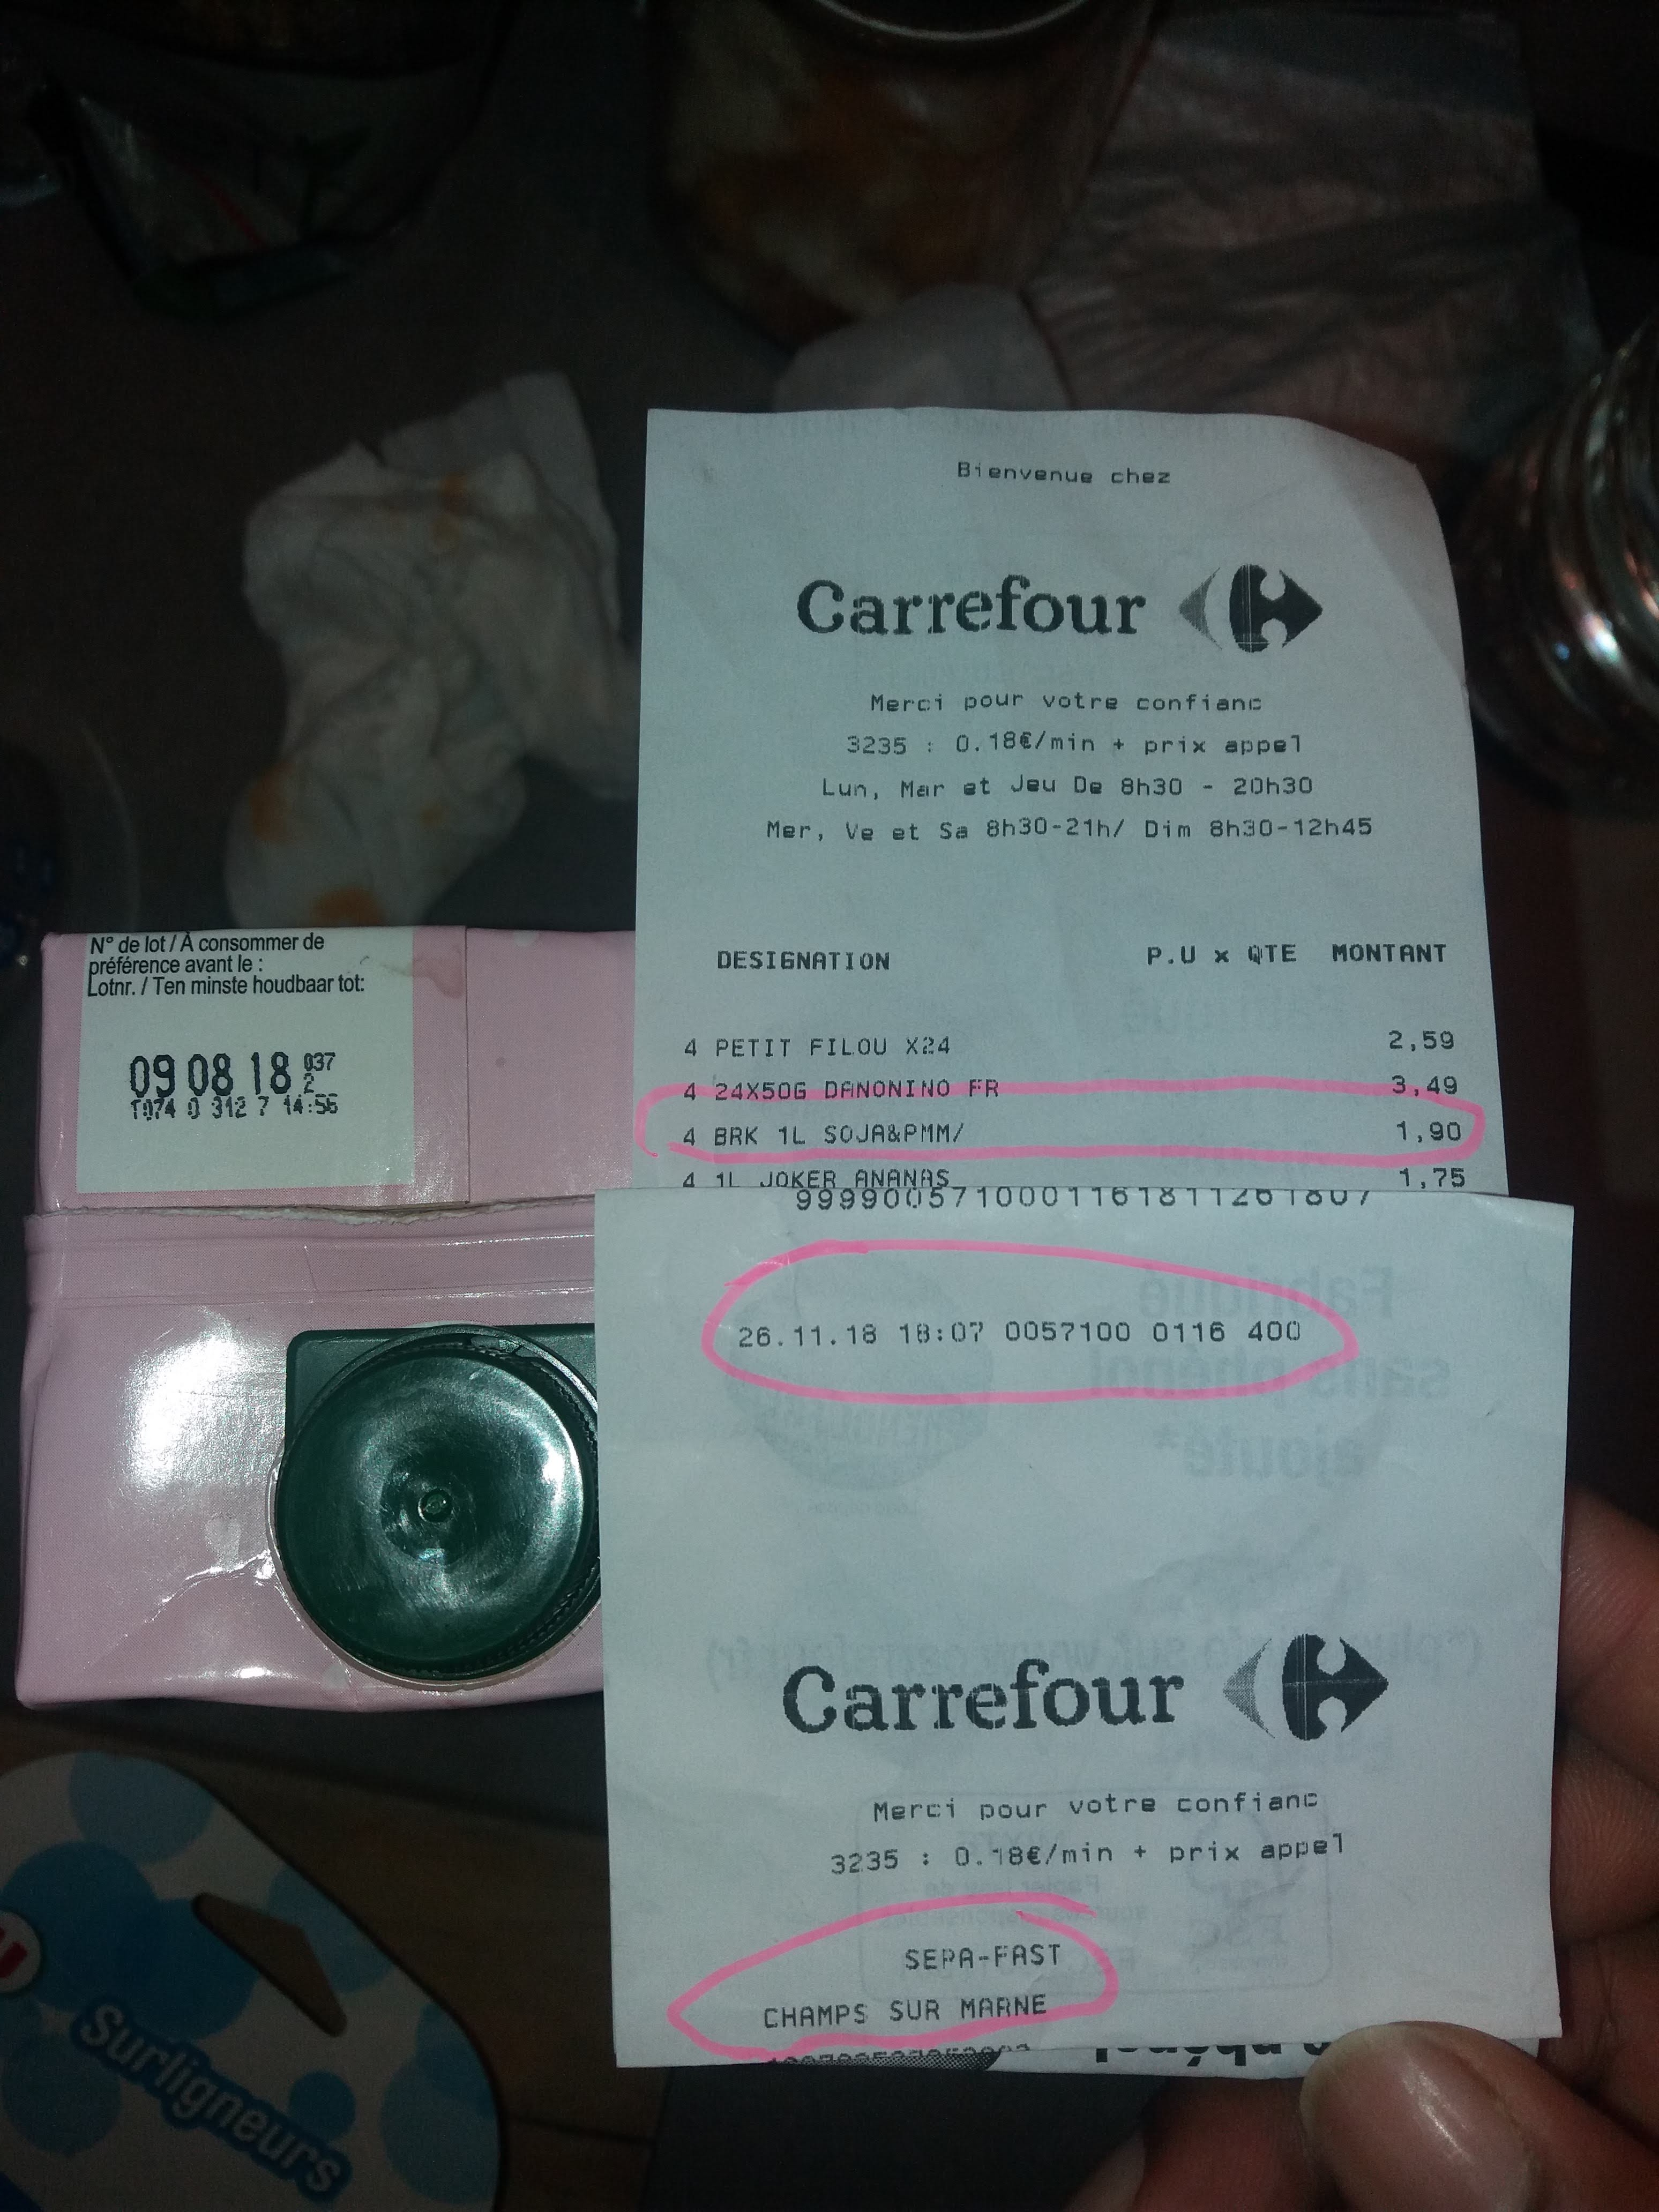 Bienvenue chez
Carrefour
Merci pour votre confianc
3235 : 0.18€/min + prix appel
Lun, Mar et Jeu De 8h30 - 20h30
Mer, Ve et Sa 8h30-21h/ Dim 8h30-12h45
DESIGNATION P.U x QTE MONTANT
4 PETIT FILOU X24 2,59
4 24X50G DANONINO FR 3,49
4 BRK 1L SOJA&PMM/ 1,90
4 1L JOKER ANANAS 1,75
9999005710001161811261807
26.11.18 18:07 0057100 0116 400
Carrefour
Merci pour votre confianc
3235 : 0.18€/min + prix appel
SEPA-FAST
CHAMPS SUR MARNE
N° de lot / À consommer de
préférence avant le :
Lotnr. / Ten minste houdbaar tot:
09 08 18 037
2
T074 0 312 7 14:56
Fabriqué
sans phénol
ajouté*
Surligneurs